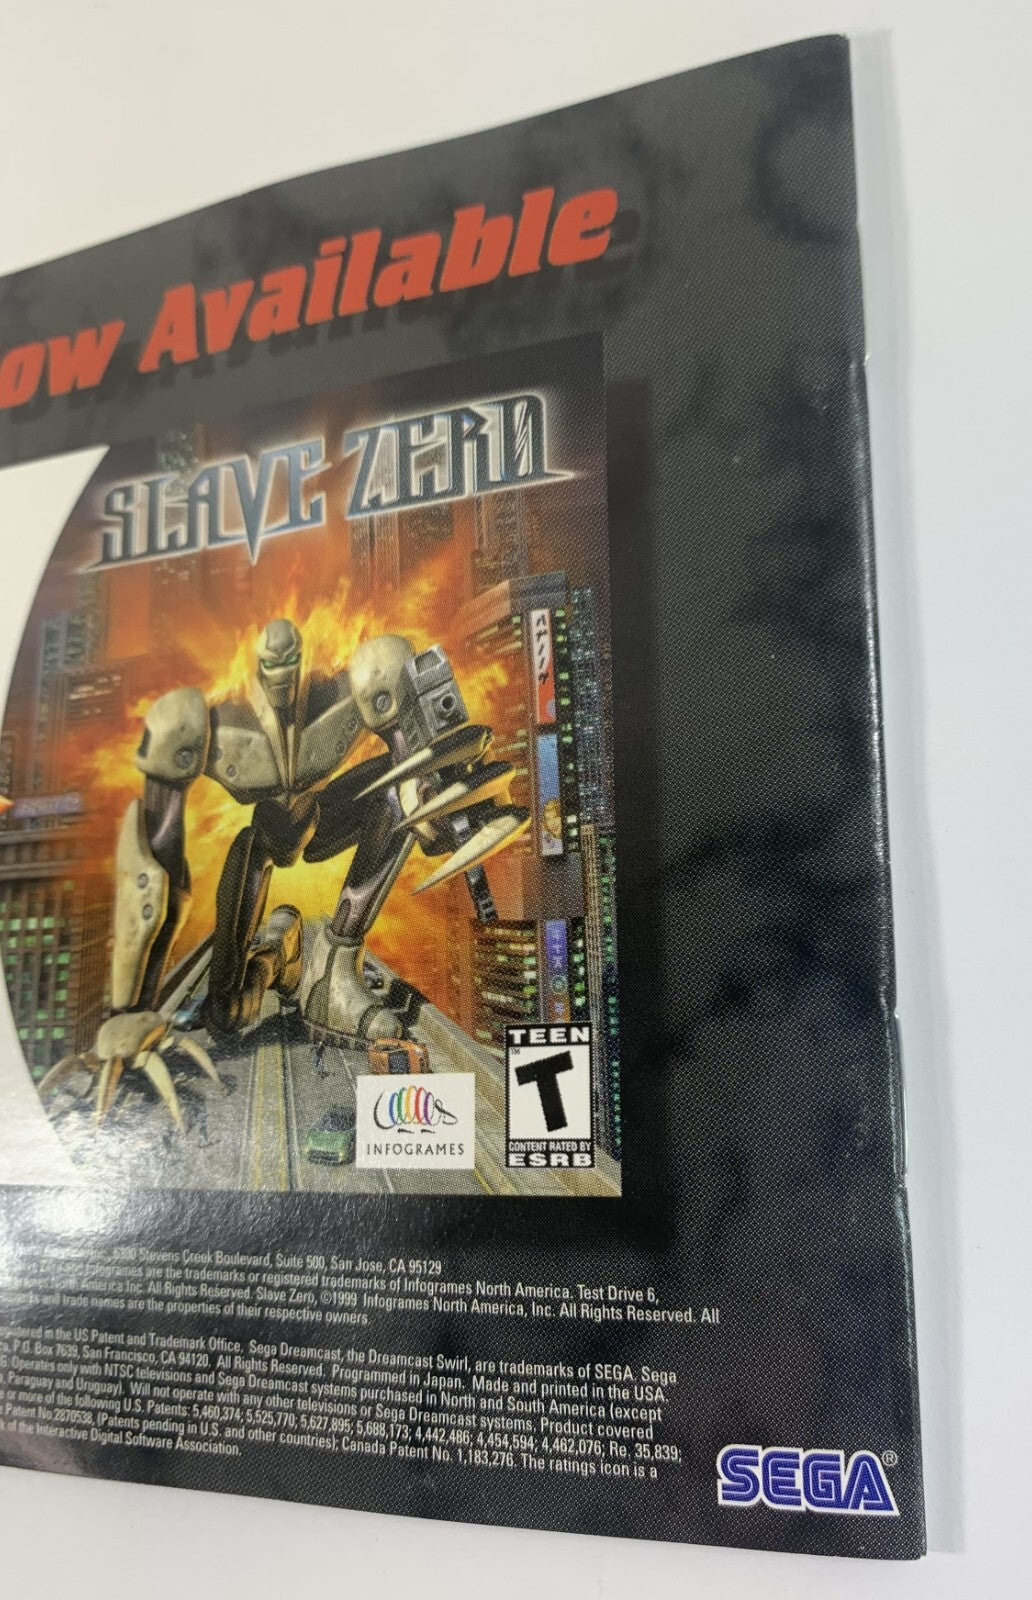 ow Available
SLAVE ZERO
TEEN
T
CONTENT RATED BY
ESRB
INFOGRAMES
6300 Stevens Creek Boulevard, Suite 500, San Jose, CA 95129
Infogrames are the trademarks or registered trademarks of Infogrames North America. Test Drive 6,
America Inc. All Rights Reserved. Slave Zero, ©1999 Infogrames North America, Inc. All Rights Reserved. All
and trade names are the properties of their respective owners
registered in the US Patent and Trademark Office. Sega Dreamcast, the Dreamcast Swirl, are trademarks of SEGA. Sega
P.O. Box 7639, San Francisco, CA 94120. All Rights Reserved. Programmed in Japan. Made and printed in the USA
Operates only with NTSC televisions and Sega Dreamcast systems purchased in North and South America (except
Paraguay and Uruguay). Will not operate with any other televisions or Sega Dreamcast systems. Product covered
or more of the following U.S. Patents: 5,460,374; 5,525,770; 5,627,895; 5,688,173; 4,442,486; 4,454,594; 4,462,076; Re. 35,839;
Patent No.2870538, (Patents pending in U.S. and other countries); Canada Patent No. 1,183,276. The ratings icon is a
of the Interactive Digital Software Association.
SEGA®